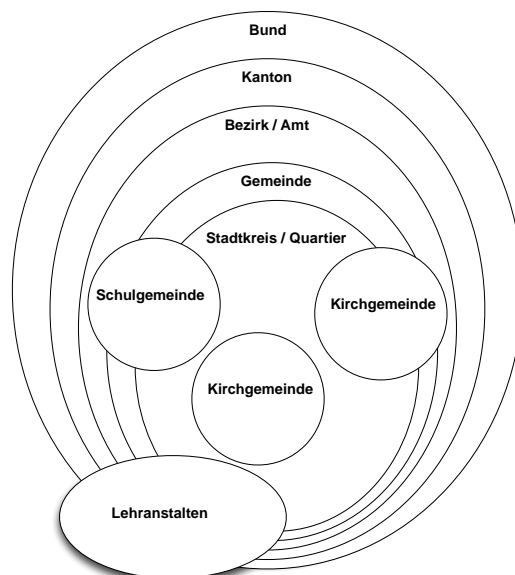 Bund
Kanton
Bezirk / Amt
Gemeinde
Stadtkreis / Quartier
Schulgemeinde
Kirchgemeinde
Kirchgemeinde
Lehranstalten